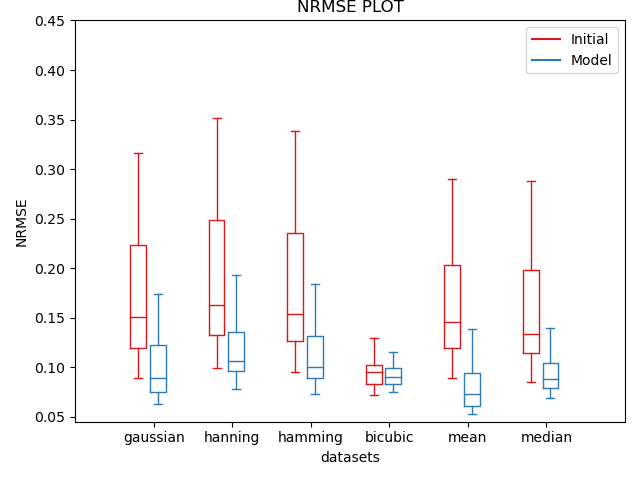 NRMSE PLOT
Initial
Model
NRMSE
0.45
0.40
0.35
0.30
0.25
0.20
0.15
0.10
0.05
gaussian hanning hamming bicubic mean median
datasets